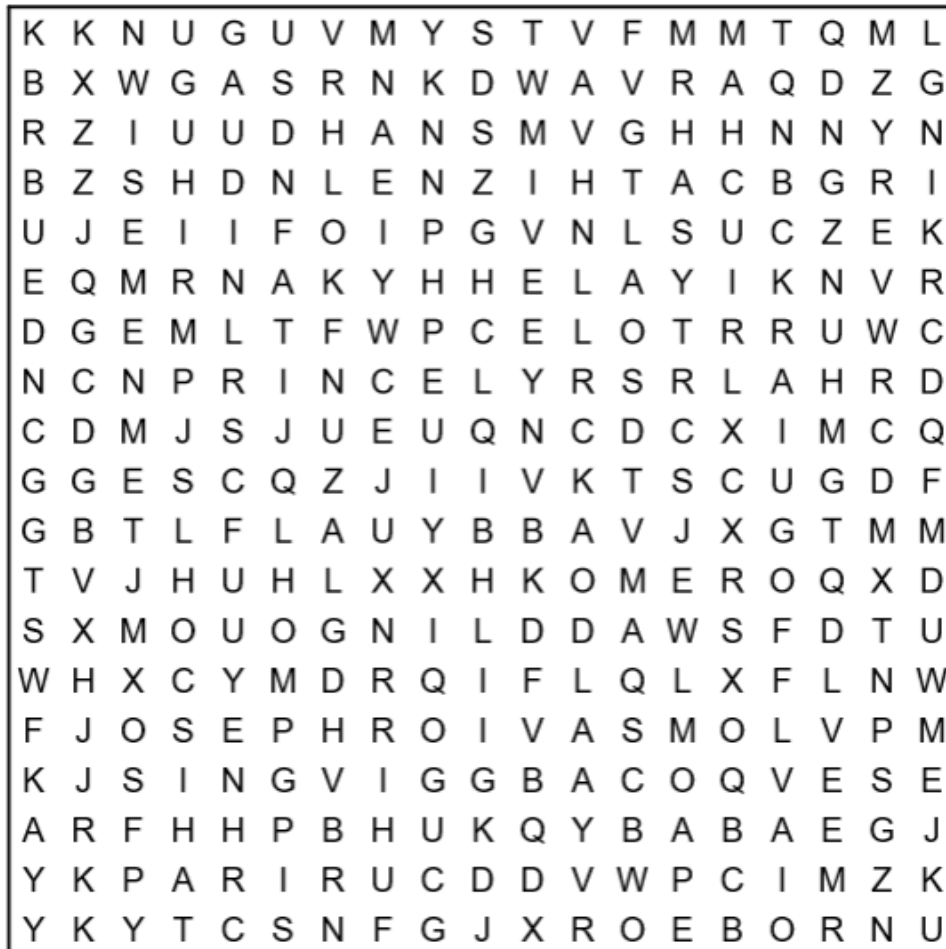 K K N U G U V M Y S T V F M M T Q M L
B X W G A S R N K D W A V R A Q D Z G
R Z I U U D H A N S M V G H H N N Y N
B Z S H D N L E N Z I H T A C B G R I
U J E I I F O I P G V N L S U C Z E K
E Q M R N A K Y H H E L A Y I K N V R
D G E M L T F W P C E L O T R R U W C
N C N P R I N C E L Y R S R L A H R D
C D M J S J U E U Q N C D C X I M C Q
G G E S C Q Z J I I V K T S C U G D F
G B T L F L A U Y B B A V J X G T M M
T V J H U H L X X H K O M E R O Q X D
S X M O U O G N I L D D A W S F D T U
W H X C Y M D R Q I F L Q L X F L N W
F J O S E P H R O I V A S M O L V P M
K J S I N G V I G G B A C O Q V E S E
A R F H H P B H U K Q Y B A B A E G J
Y K P A R I R U C D D V W P C I M Z K
Y K Y T C S N F G J X R O E B O R N U